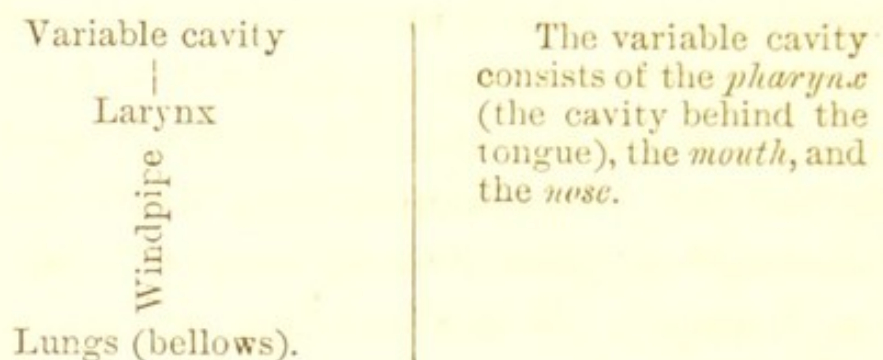 Variable cavity
Larynx
Windpipe
Lungs (bellows).
The variable cavity
consists of the pharynx
(the cavity behind the
tongue), the mouth, and
the nose.